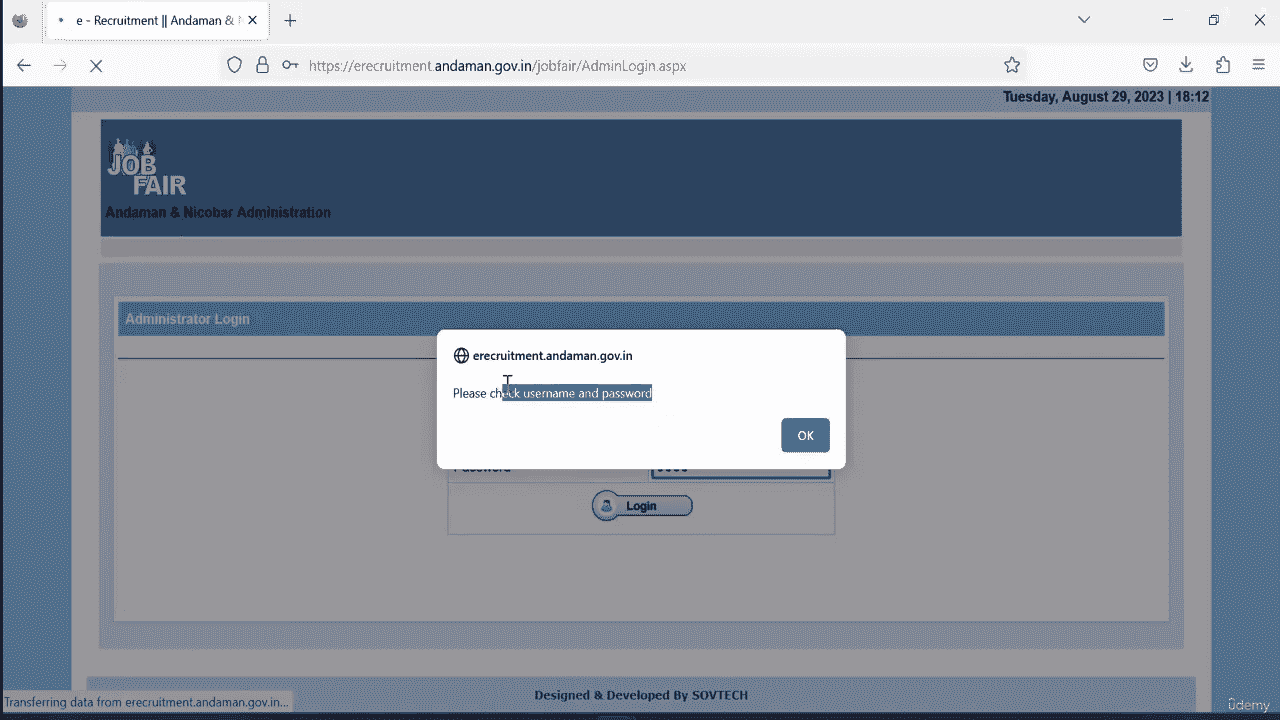 e - Recruitment || Andaman &
https://erecruitment.andaman.gov.in/jobfair/AdminLogin.aspx
Tuesday, August 29, 2023 | 18:12
JOB
FAIR
Andaman & Nicobar Administration
Administrator Login
erecruitment.andaman.gov.in
Please check username and password
OK
Password
Login
Designed & Developed By SOVTECH
Transferring data from erecruitment.andaman.gov.in...
ûdemy